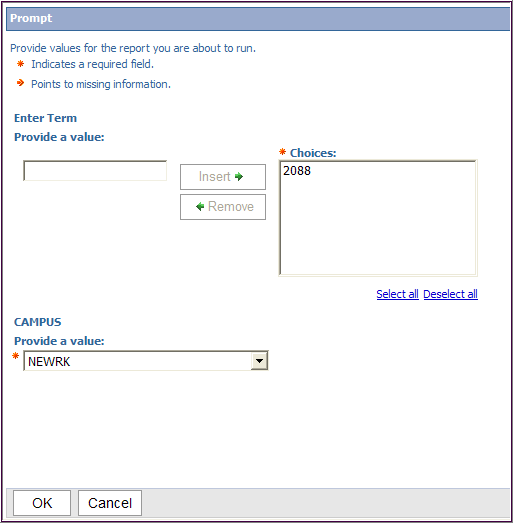 Prompt
Provide values for the report you are about to run.
Indicates a required field.
Points to missing information.
Enter Term
Provide a value:
Choices:
Insert
2088
Remove
Select all Deselect all
CAMPUS
Provide a value:
NEWRK
OK Cancel